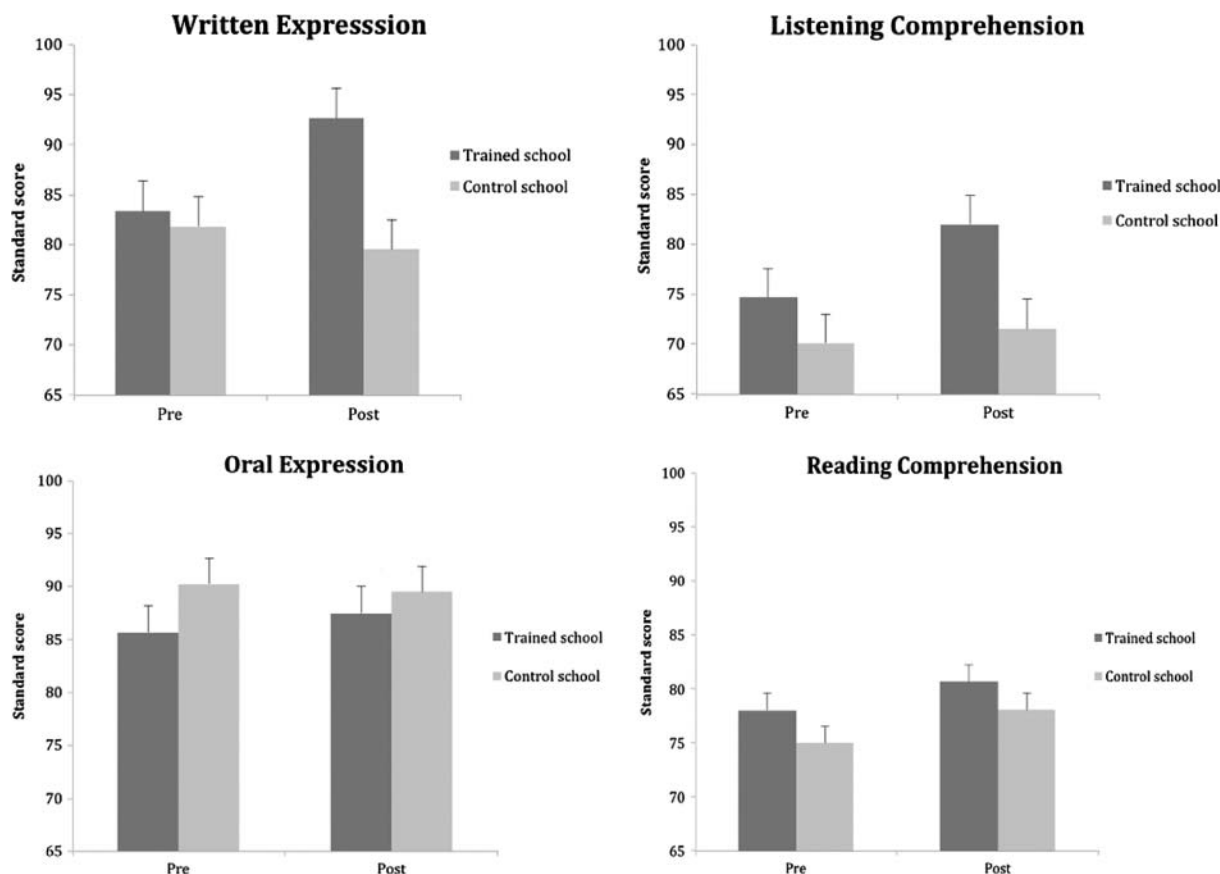 Written Expresssion
100
95
90
85
80
75
70
65
Standard score
Pre
Post
Trained school
Control school
Listening Comprehension
100
95
90
85
80
75
70
65
Standard score
Pre
Post
Trained school
Control school
Oral Expression
100
95
90
85
80
75
70
65
Standard score
Pre
Post
Trained school
Control school
Reading Comprehension
100
95
90
85
80
75
70
65
Standard score
Pre
Post
Trained school
Control school